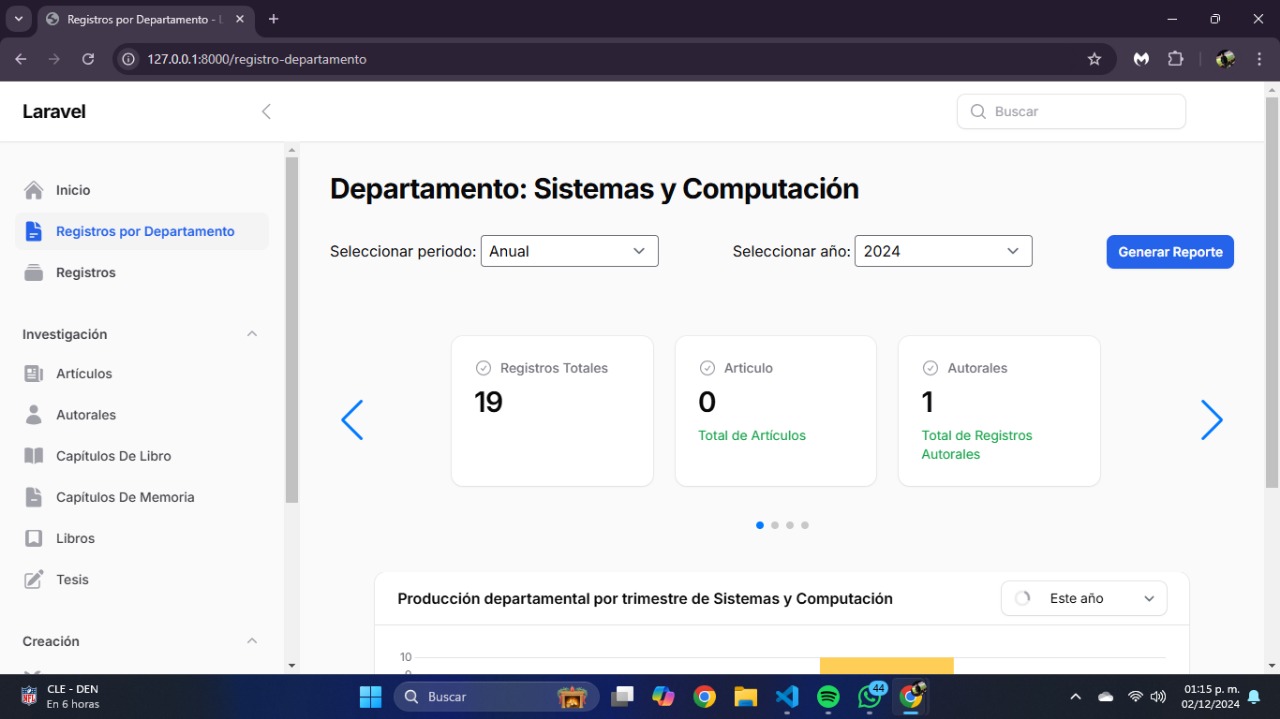 Registros por Departamento - L
127.0.0.1:8000/registro-departamento
Laravel
Buscar
Inicio
Registros por Departamento
Registros
Investigación
Artículos
Autorales
Capítulos De Libro
Capítulos De Memoria
Libros
Tesis
Creación
Departamento: Sistemas y Computación
Seleccionar periodo: Anual
Seleccionar año: 2024
Generar Reporte
Registros Totales
19
Articulo
0
Total de Artículos
Autorales
1
Total de Registros
Autorales
Producción departamental por trimestre de Sistemas y Computación
Este año
10
CLE - DEN
En 6 horas
Buscar
44
01:15 p. m.
02/12/2024